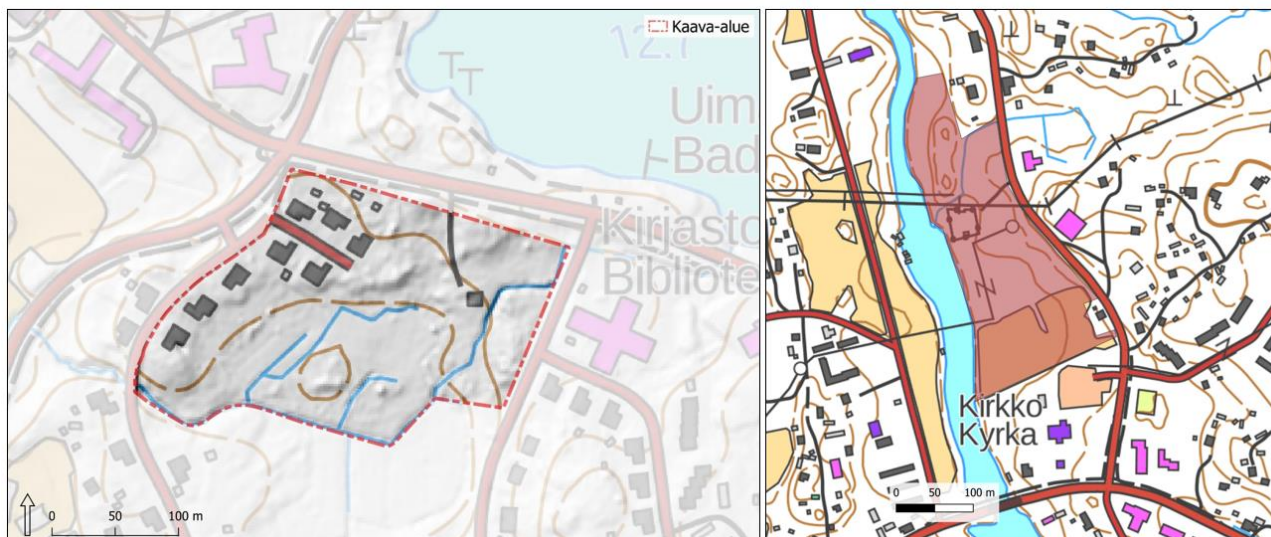 Kaava-alue
12.1
Uim
Bad
Kirjasto
Bibliote
0 50 100 m
Kirkko
Kyrka
0 50 100 m